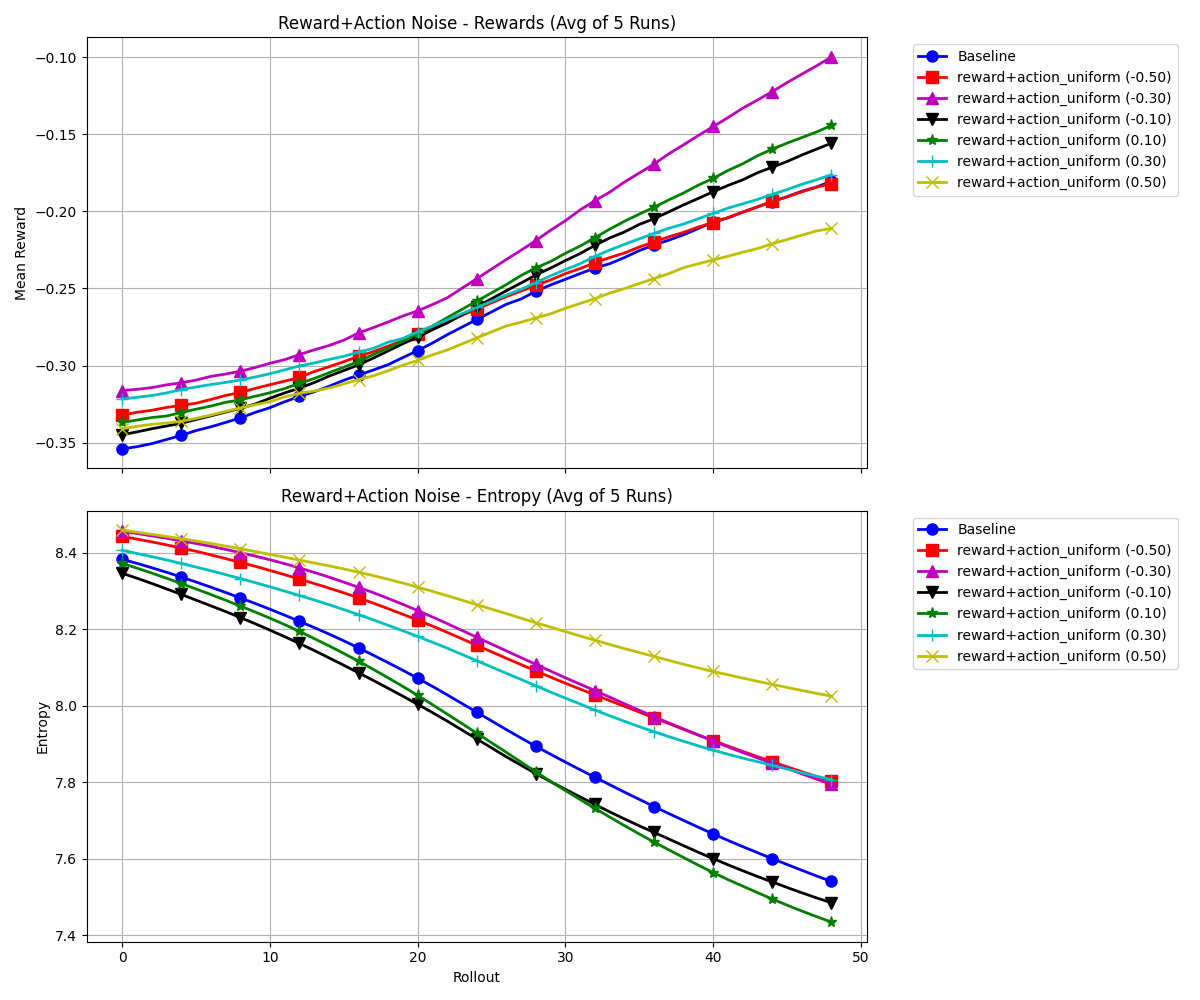 Reward+Action Noise - Rewards (Avg of 5 Runs)
−0.10
−0.15
−0.20
−0.25
−0.30
−0.35
Mean Reward
Baseline
reward+action_uniform (-0.50)
reward+action_uniform (-0.30)
reward+action_uniform (-0.10)
reward+action_uniform (0.10)
reward+action_uniform (0.30)
reward+action_uniform (0.50)
Reward+Action Noise - Entropy (Avg of 5 Runs)
8.4
8.2
8.0
7.8
7.6
7.4
Entropy
0 10 20 30 40 50
Rollout
Baseline
reward+action_uniform (-0.50)
reward+action_uniform (-0.30)
reward+action_uniform (-0.10)
reward+action_uniform (0.10)
reward+action_uniform (0.30)
reward+action_uniform (0.50)